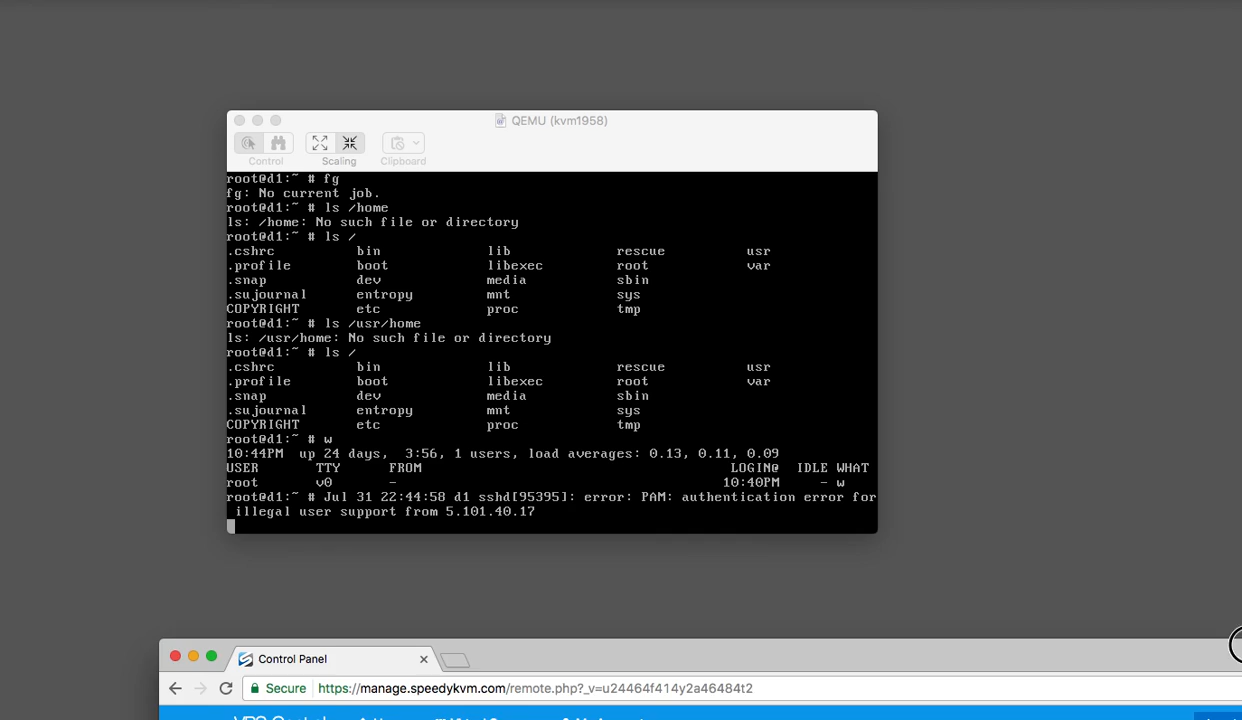 QEMU (kvm1958)
Control Scaling Clipboard
root@d1:~ # fg
fg: No current job.
root@d1:~ # ls /home
ls: /home: No such file or directory
root@d1:~ # ls /
.cshrc bin lib rescue usr
.profile boot libexec root var
.snap dev media sbin
.sujournal entropy mnt sys
COPYRIGHT etc proc tmp
root@d1:~ # ls /usr/home
ls: /usr/home: No such file or directory
root@d1:~ # ls /
.cshrc bin lib rescue usr
.profile boot libexec root var
.snap dev media sbin
.sujournal entropy mnt sys
COPYRIGHT etc proc tmp
root@d1:~ # w
10:44PM up 24 days, 3:56, 1 users, load averages: 0.13, 0.11, 0.09
USER TTY FROM LOGIN@ IDLE WHAT
root v0 - 10:40PM - w
root@d1:~ # Jul 31 22:44:58 d1 sshd[95395]: error: PAM: authentication error for
illegal user support from 5.101.40.17
Control Panel
Secure https://manage.speedykvm.com/remote.php?_v=u24464f414y2a46484t2